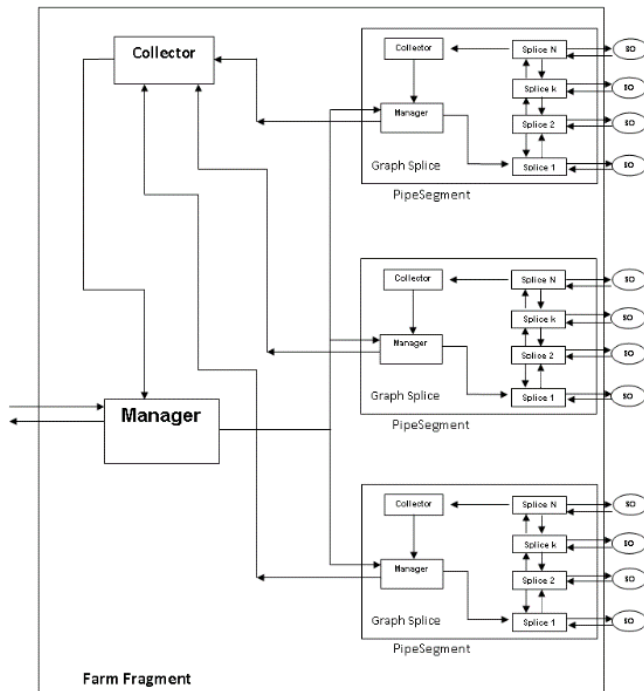 Collector
Manager
Farm Fragment
Collector
Splice N
SO
Splice k
SO
Manager
Splice 2
SO
Graph Splice
Splice 1
SO
PipeSegment
Collector
Splice N
SO
Splice k
SO
Manager
Splice 2
SO
Graph Splice
Splice 1
SO
PipeSegment
Collector
Splice N
SO
Splice k
SO
Manager
Splice 2
SO
Graph Splice
Splice 1
SO
PipeSegment